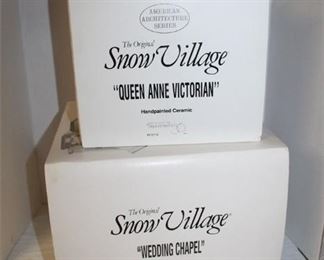 AMERICAN
ARCHITECTURE
SERIES
The Original
Snow Village
"QUEEN ANNE VICTORIAN"
Handpainted Ceramic
The Original
Snow Village
"WEDDING CHAPEL"